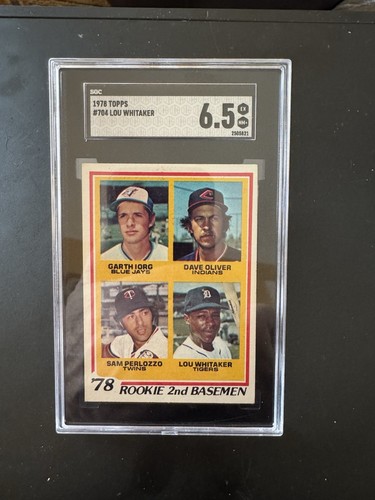 SGC
1978 TOPPS
#704 LOU WHITAKER
6.5
EX
NM+
GARTH IORG
BLUE JAYS
DAVE OLIVER
INDIANS
SAM PERLOZZO
TWINS
LOU WHITAKER
TIGERS
'78 ROOKIE 2nd BASEMEN